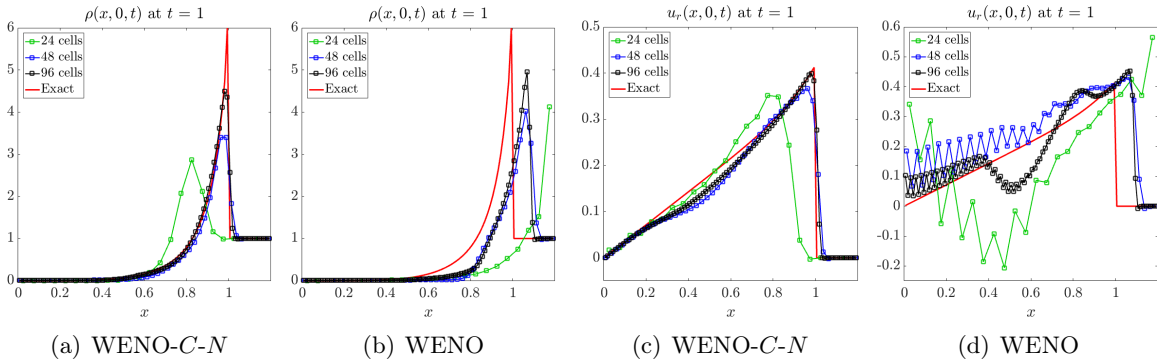 ρ(x, 0, t) at t = 1
6
5
4
3
2
1
0
0 0.2 0.4 0.6 0.8 1
x
24 cells
48 cells
96 cells
Exact
(a) WENO-C-N
ρ(x, 0, t) at t = 1
6
5
4
3
2
1
0
0 0.2 0.4 0.6 0.8 1
x
24 cells
48 cells
96 cells
Exact
(b) WENO
u_r(x, 0, t) at t = 1
0.5
0.4
0.3
0.2
0.1
0
0 0.2 0.4 0.6 0.8 1
x
24 cells
48 cells
96 cells
Exact
(c) WENO-C-N
u_r(x, 0, t) at t = 1
0.6
0.4
0.2
0
-0.2
0 0.2 0.4 0.6 0.8 1
x
24 cells
48 cells
96 cells
Exact
(d) WENO